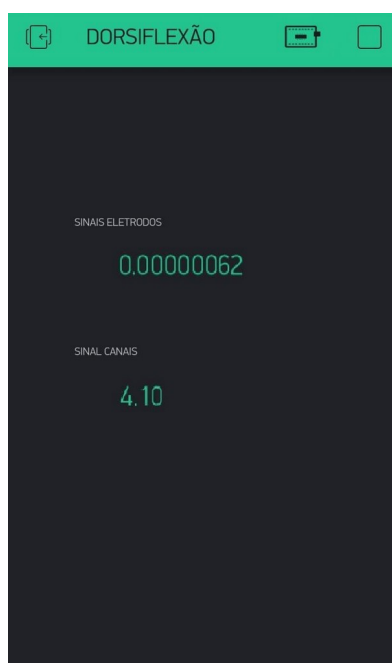 DORSIFLEXÃO
SINAIS ELETRODOS
0.00000062
SINAL CANAIS
4.10